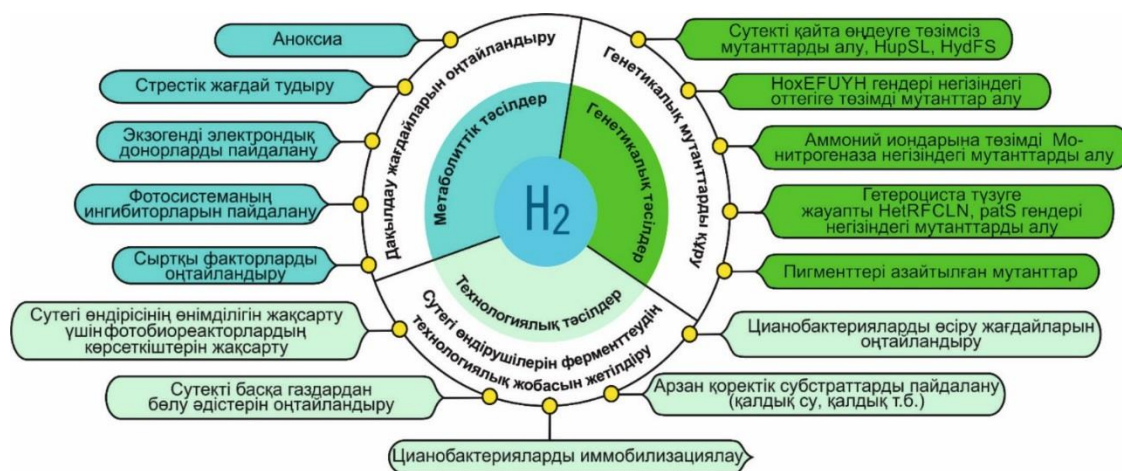 Аноксиа
Стрестік жағдай тудыру
Экзогенді электрондық
донорларды пайдалану
Фотосистеманың
ингибиторларын пайдалану
Сыртқы факторларды
оңтайландыру
Сутегі өндірісінің өнімділігін жақсарту
үшін фотобиореакторлардың
көрсеткіштерін жақсарту
Сутекті басқа газдардан
бөлу әдістерін оңтайландыру
Цианобактерияларды иммобилизациялау
Дақылдау жағдайларын оңтайландыру
Метаболиттік тәсілдер
H2
Генетикалық тәсілдер
Генетикалық мутанттарды құру
Технологиялық тәсілдер
Сутегі өндірушілерін ферменттеудің
технологиялық жобасын жетілдіру
Сутекті қайта өңдеуге төзімсіз
мутанттарды алу, HupSL, HydFS
HoxEFUYH гендері негізіндегі
оттегіге төзімді мутанттар алу
Аммоний иондарына төзімді Мо-
нитрогеназа негізіндегі мутанттарды алу
Гетероциста түзуге
жауапты HetRFCLN, patS гендері
негізіндегі мутанттарды алу
Пигменттері азайтылған мутанттар
Цианобактерияларды өсіру жағдайларын
оңтайландыру
Арзан қоректік субстраттарды пайдалану
(қалдық су, қалдық т.б.)